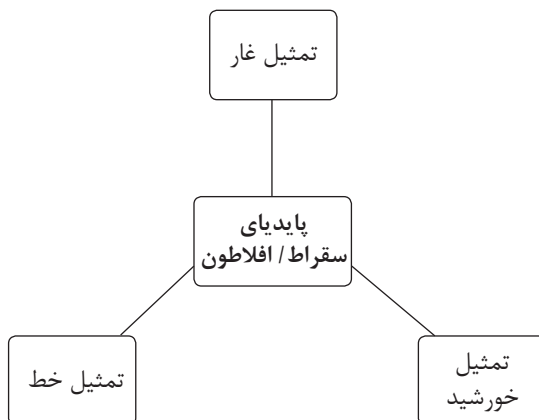 تمثیل غار
پایدیای
سقراط/ افلاطون
تمثیل
خورشید
تمثیل خط